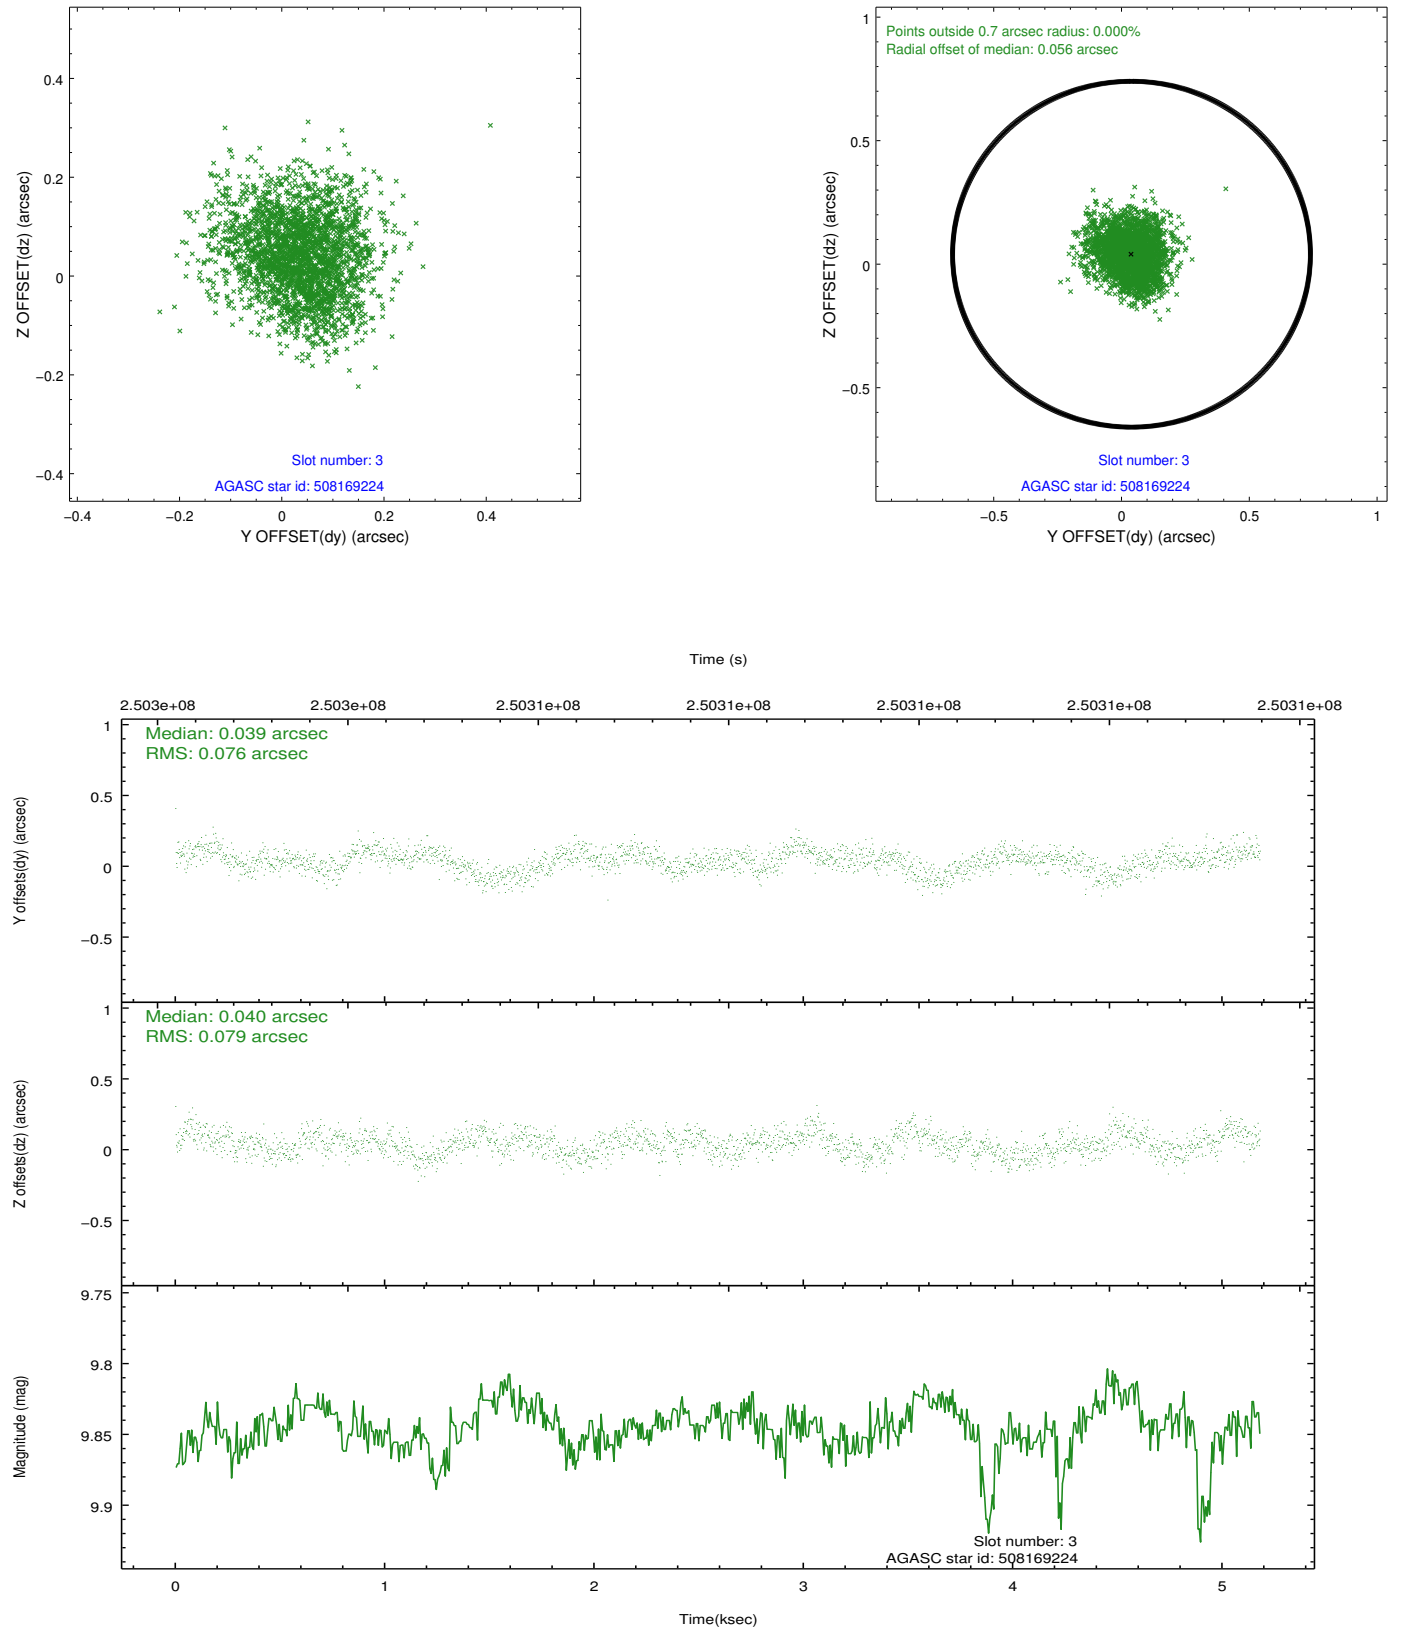 0.4
0.2
0
−0.2
−0.4
−0.4
−0.2
0
0.2
0.4
Z OFFSET(dz) (arcsec)
Y OFFSET(dy) (arcsec)
Slot number: 3
AGASC star id: 508169224
Points outside 0.7 arcsec radius: 0.000%
Radial offset of median: 0.056 arcsec
1
0.5
0
−0.5
−0.5
0
0.5
1
Z OFFSET(dz) (arcsec)
Y OFFSET(dy) (arcsec)
Slot number: 3
AGASC star id: 508169224
Time (s)
2.503e+08
2.503e+08
2.5031e+08
2.5031e+08
2.5031e+08
2.5031e+08
2.5031e+08
Median: 0.039 arcsec
RMS: 0.076 arcsec
1
0.5
0
−0.5
Y offsets(dy) (arcsec)
Median: 0.040 arcsec
RMS: 0.079 arcsec
1
0.5
0
−0.5
Z offsets(dz) (arcsec)
9.75
9.8
9.85
9.9
Magnitude (mag)
Slot number: 3
AGASC star id: 508169224
0
1
2
3
4
5
Time(ksec)